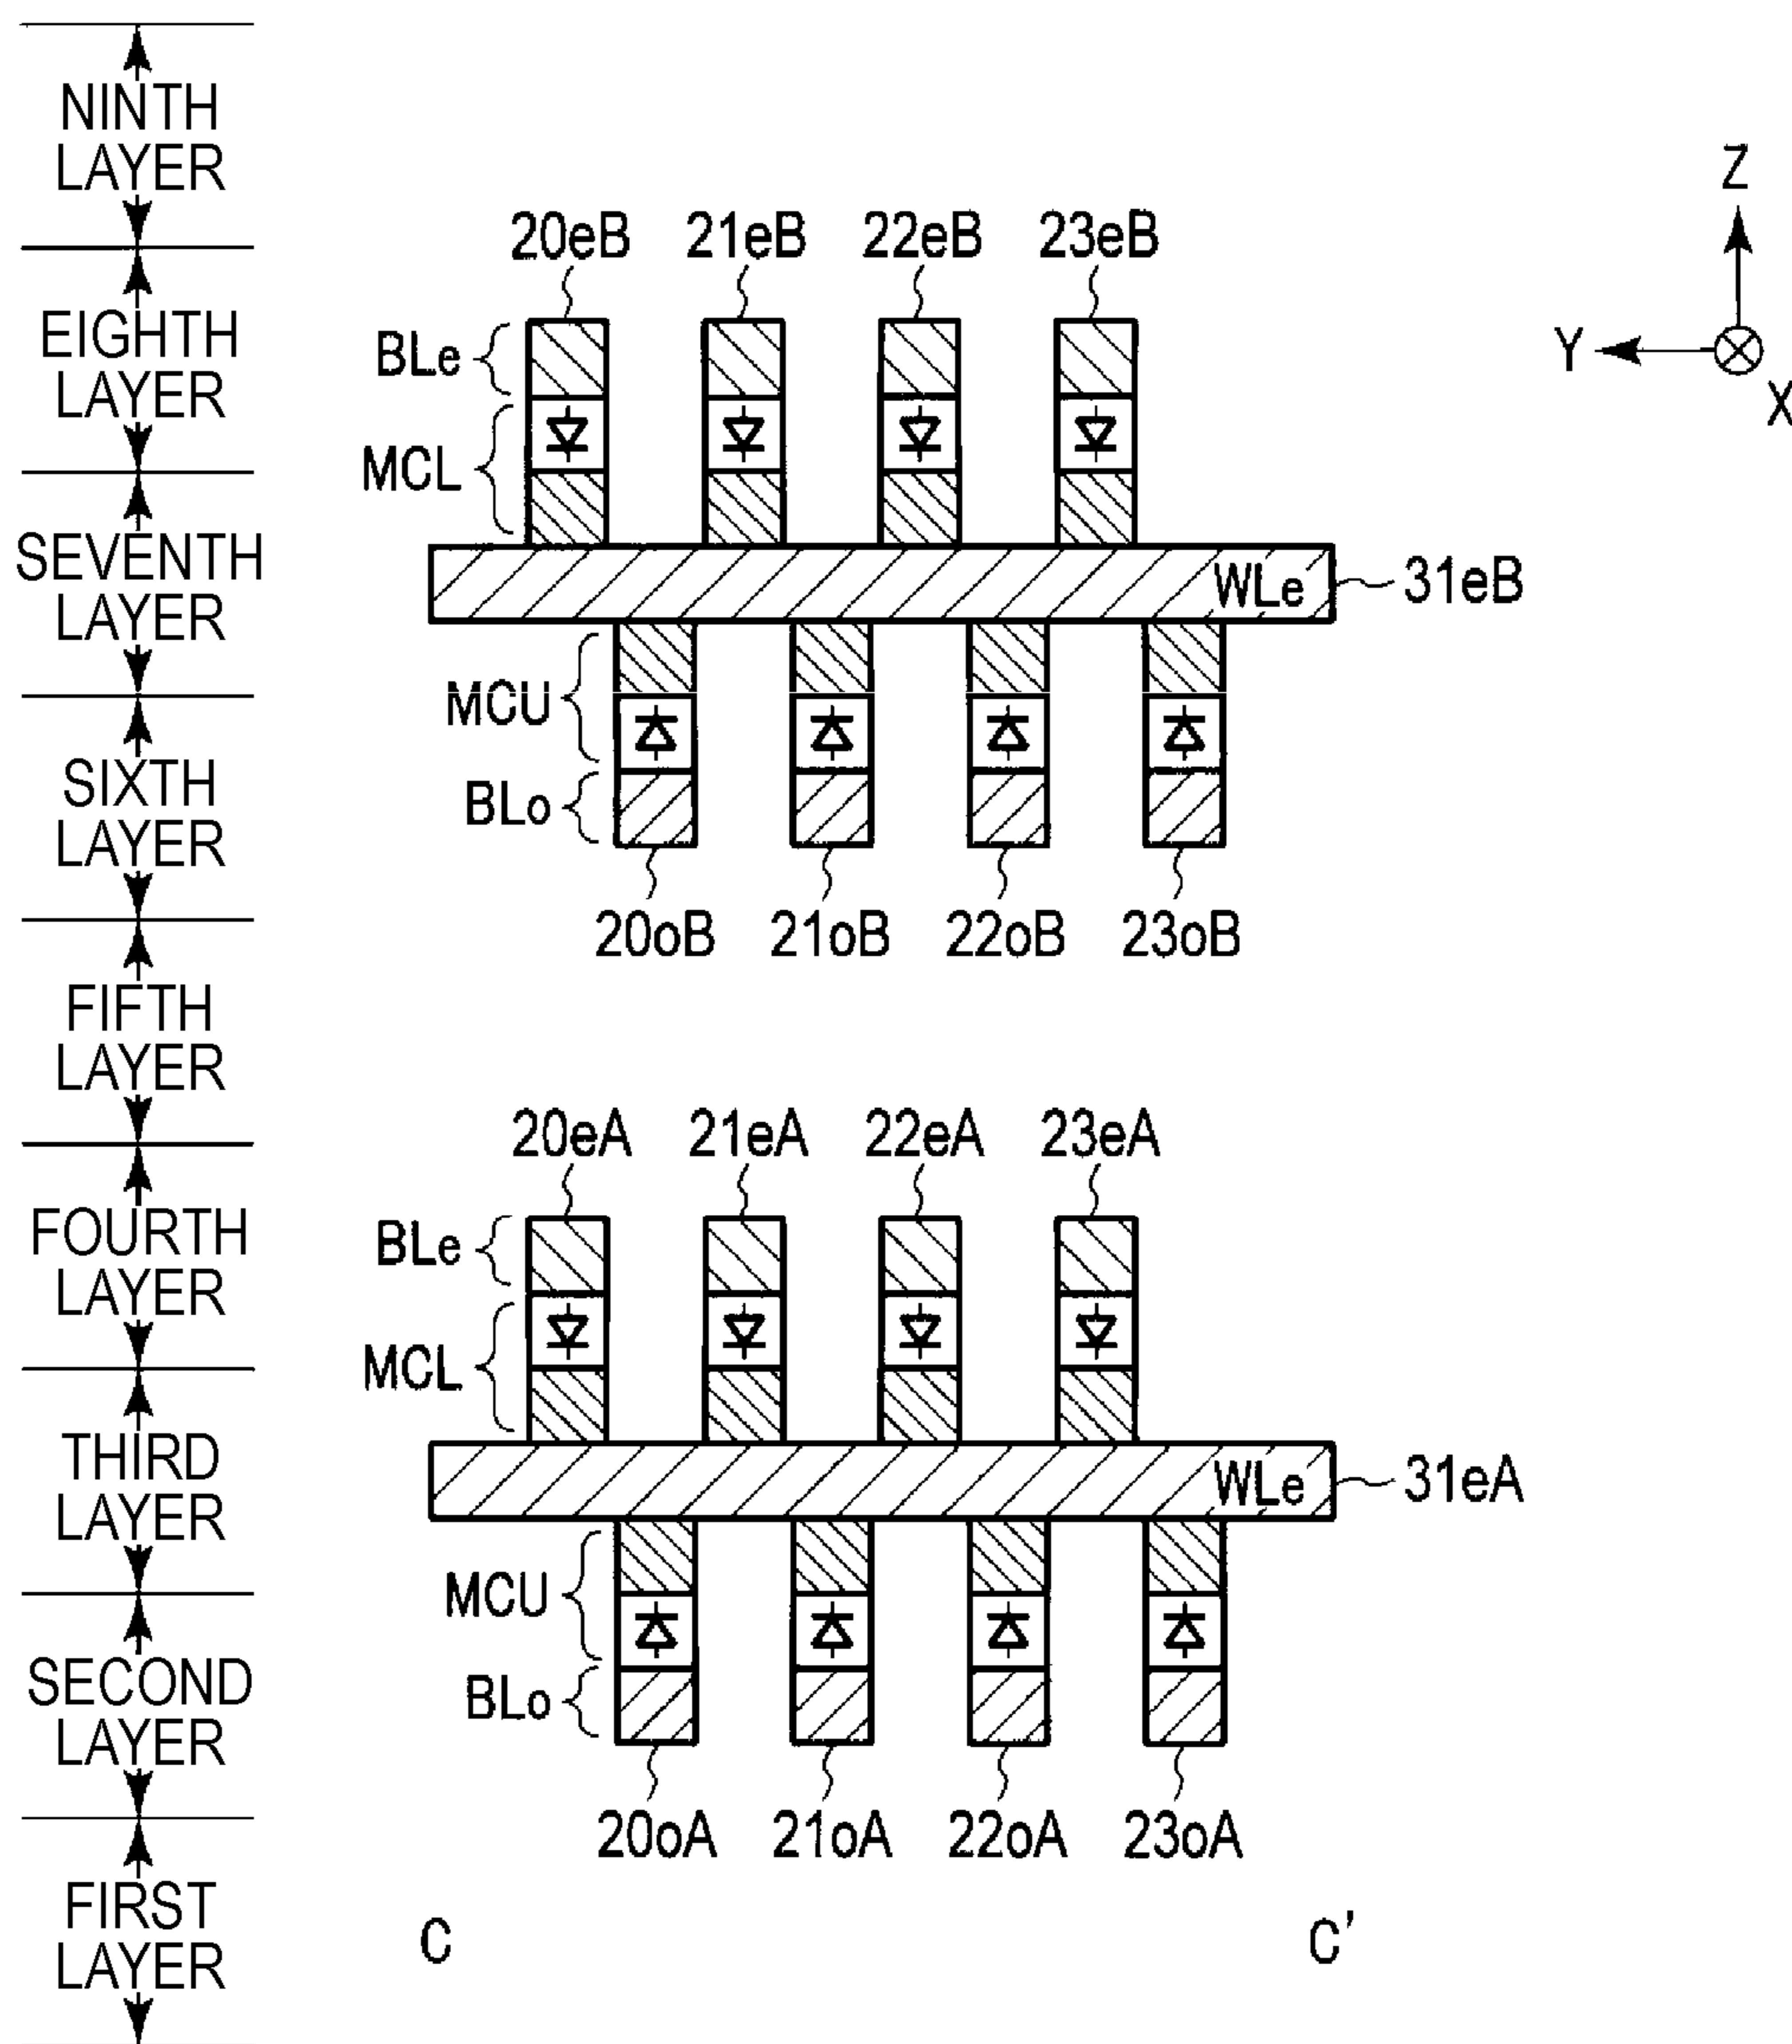 NINTH
LAYER
EIGHTH
LAYER
SEVENTH
LAYER
SIXTH
LAYER
FIFTH
LAYER
FOURTH
LAYER
THIRD
LAYER
SECOND
LAYER
FIRST
LAYER
20eB 21eB 22eB 23eB
BLe
MCL
WLe 31eB
MCU
BLo
20oB 21oB 22oB 23oB
20eA 21eA 22eA 23eA
BLe
MCL
WLe 31eA
MCU
BLo
20oA 21oA 22oA 23oA
C C'
Z
Y
X